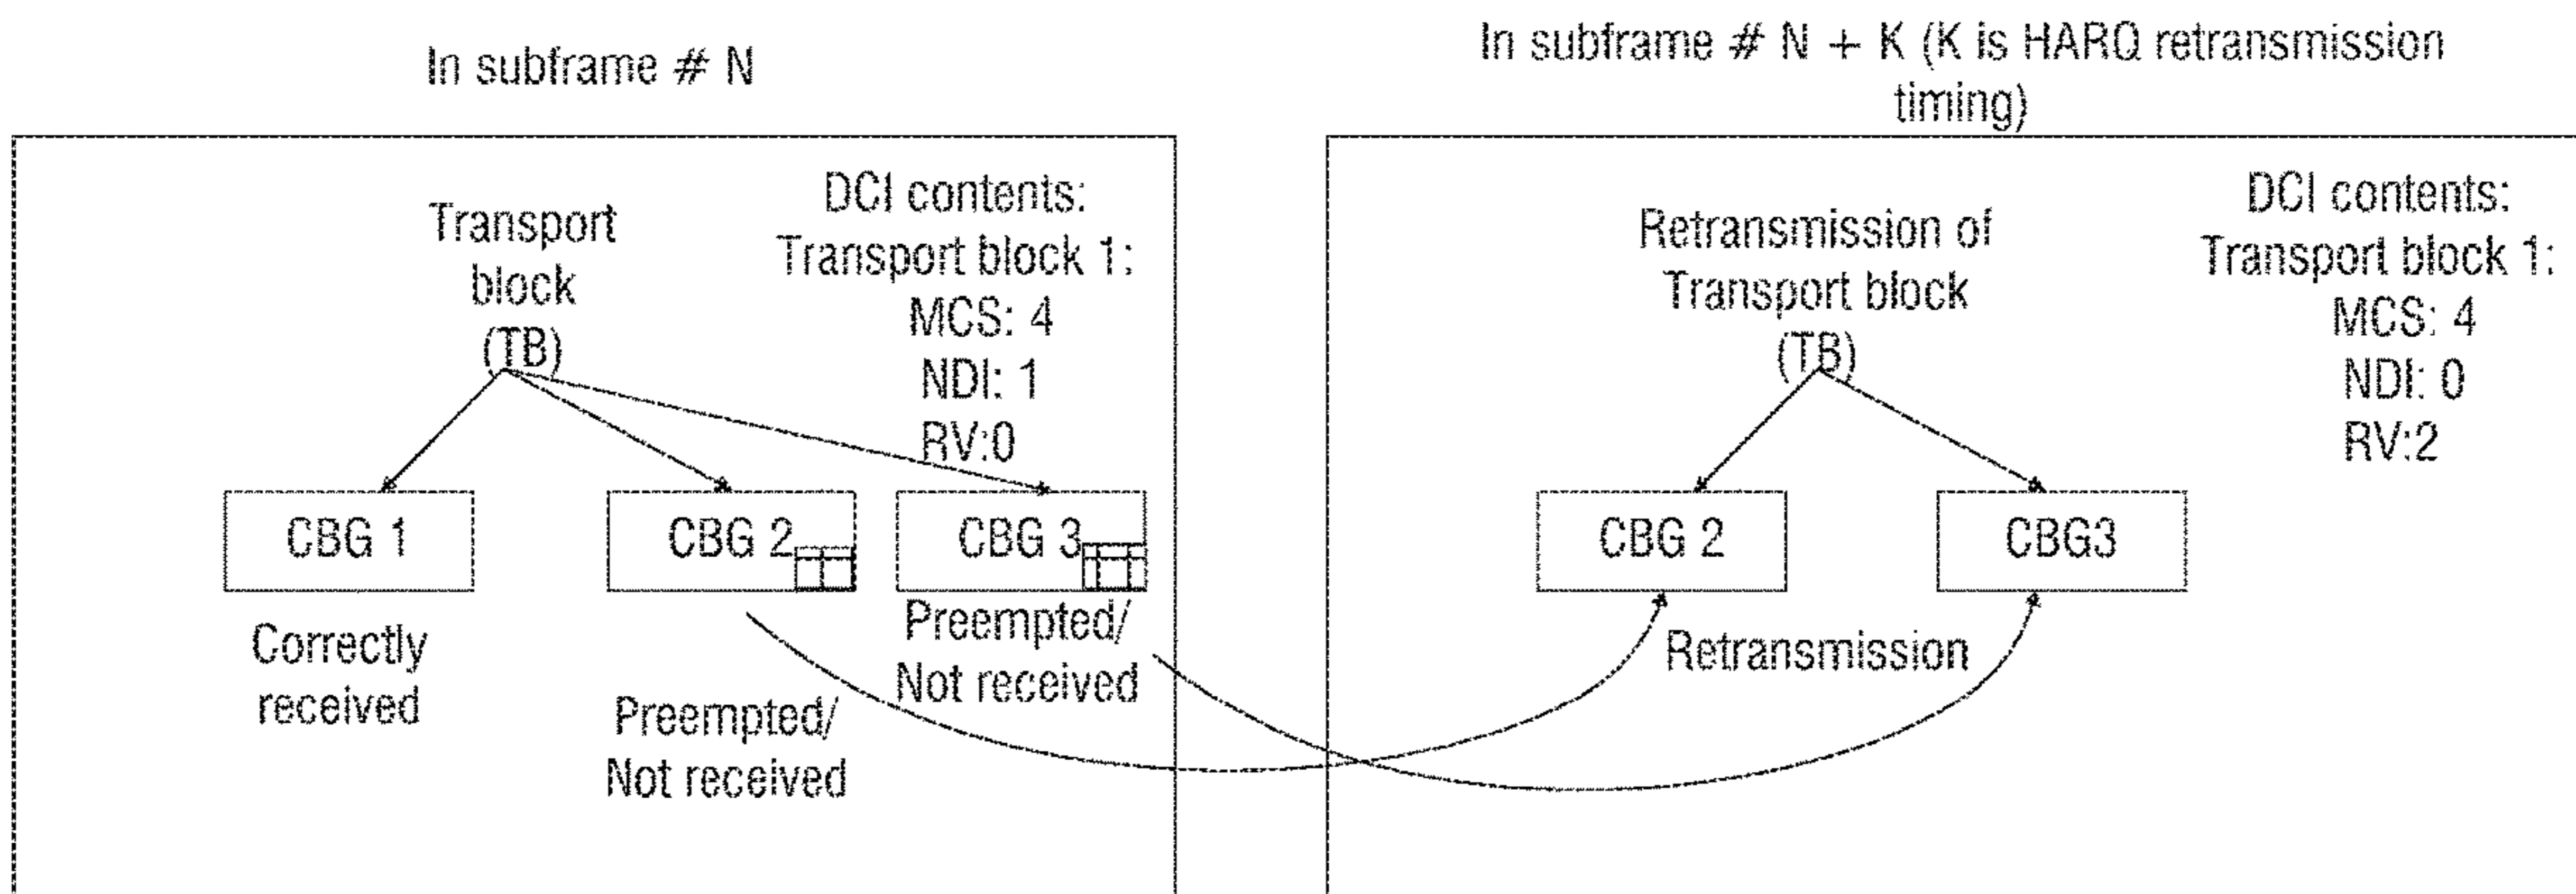 In subframe # N
Transport
block
(TB)
DCI contents:
Transport block 1:
MCS: 4
NDI: 1
RV:0
CBG 1
CBG 2
CBG 3
Correctly
received
Preempted/
Not received
Preempted/
Not received
In subframe # N + K (K is HARQ retransmission
timing)
Retransmission of
Transport block
(TB)
DCI contents:
Transport block 1:
MCS: 4
NDI: 0
RV:2
CBG 2
CBG3
Retransmission